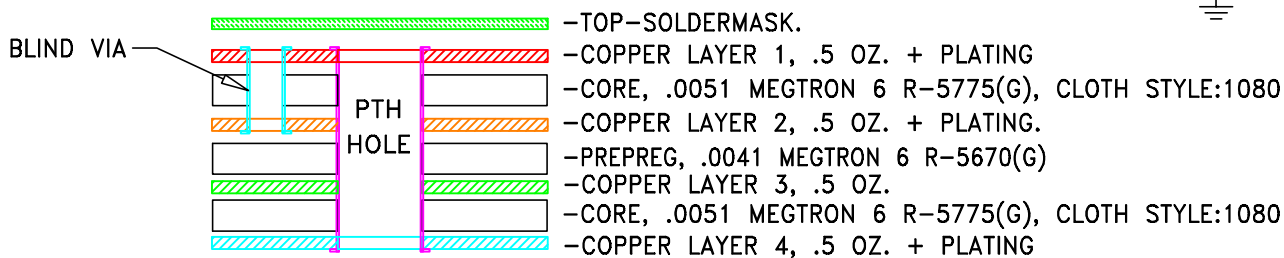 -TOP-SOLDERMASK.
BLIND VIA
-COPPER LAYER 1, .5 OZ. + PLATING
-CORE, .0051 MEGTRON 6 R-5775(G), CLOTH STYLE:1080
PTH
HOLE
-COPPER LAYER 2, .5 OZ. + PLATING.
-PREPREG, .0041 MEGTRON 6 R-5670(G)
-COPPER LAYER 3, .5 OZ.
-CORE, .0051 MEGTRON 6 R-5775(G), CLOTH STYLE:1080
-COPPER LAYER 4, .5 OZ. + PLATING